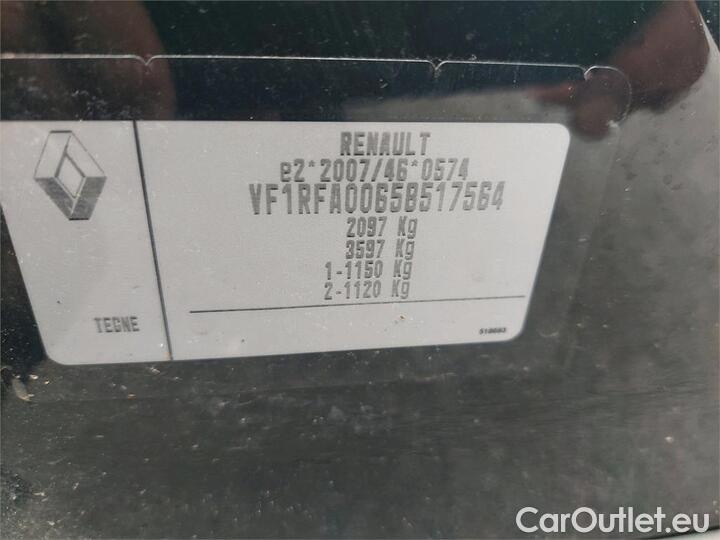 RENAULT
e2*2007/46*0574
VF1RFA00658517564
2097 Kg
3597 Kg
1-1150 Kg
2-1120 Kg
TEGNE
518693
CarOutlet.eu